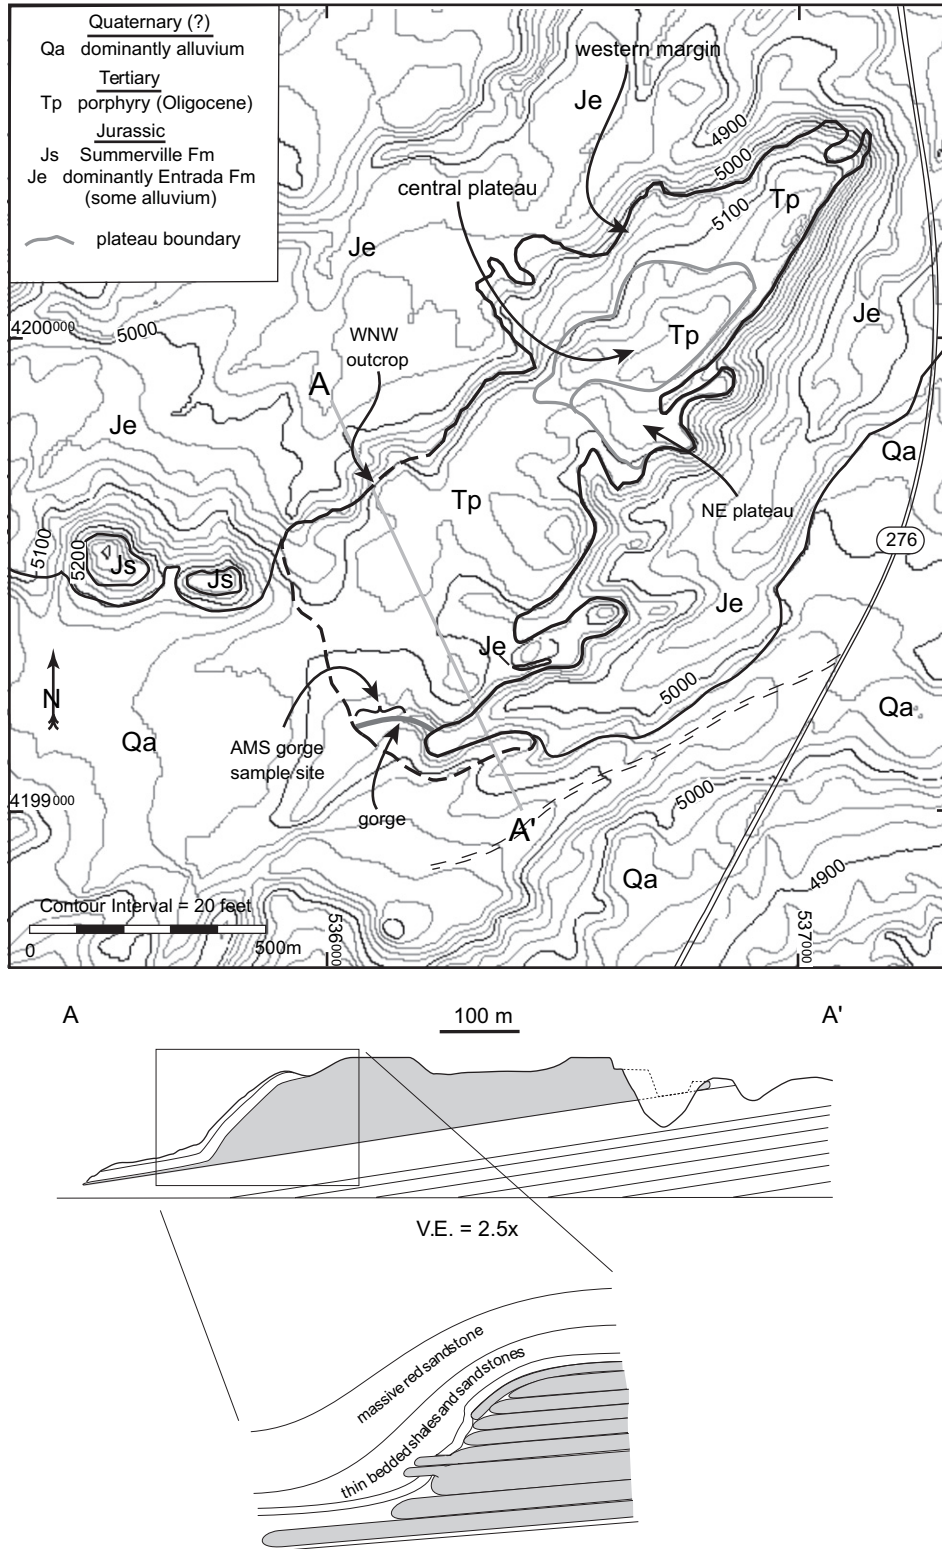 Quaternary (?)
Qa dominantly alluvium
Tertiary
Tp porphyry (Oligocene)
Jurassic
Js Summerville Fm
Je dominantly Entrada Fm
(some alluvium)
plateau boundary
western margin
Je
4900
5000
central plateau
5100
Tp
Je
4200000
5000
WNW
outcrop
Tp
Je
A
Je
Qa
Tp
NE plateau
276
5100
5200
Js
Js
Je
Je
N
5000
Qa
Qa
AMS gorge
sample site
4199000
gorge
A'
5000
Qa
4900
Contour Interval = 20 feet
0
500m
536000
537000
A
100 m
A'
V.E. = 2.5x
massive red sandstone
thin bedded shales and sandstones